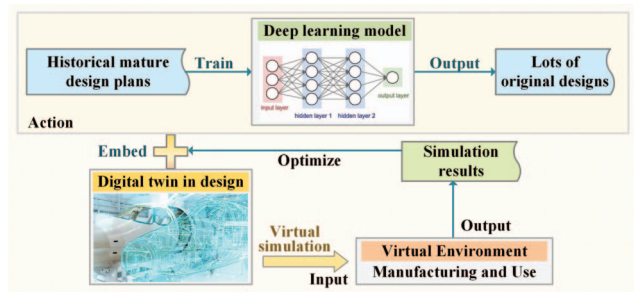 Deep learning model
Historical mature
design plans
Train
input layer
hidden layer 1
hidden layer 2
output layer
Output
Lots of
original designs
Action
Embed
Optimize
Simulation
results
Digital twin in design
Virtual
simulation
Input
Output
Virtual Environment
Manufacturing and Use